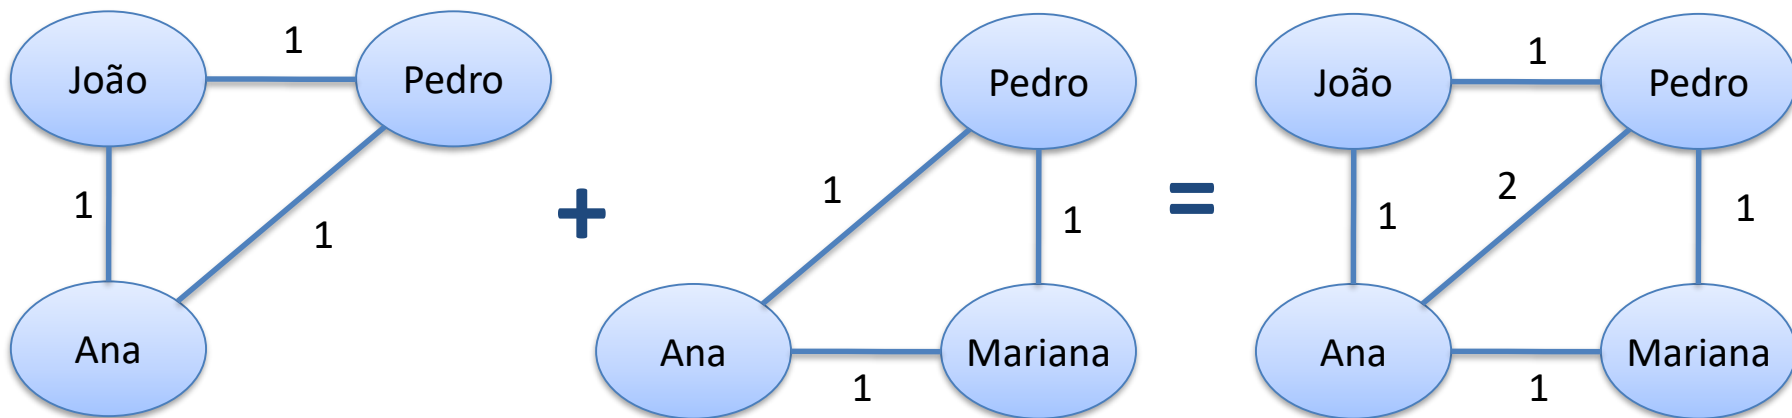 João 1 Pedro
1 1
Ana
+
Pedro
1 1
Ana 1 Mariana
=
João 1 Pedro
1 2 1
Ana 1 Mariana